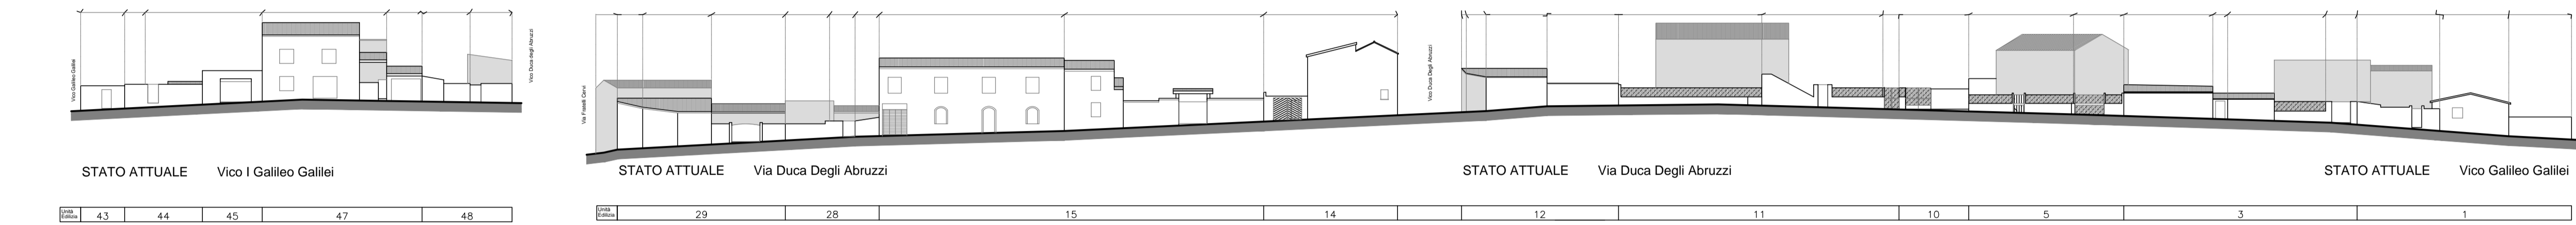 Vico Galileo Galilei
Vico Duca degli Abruzzi
STATO ATTUALE Vico I Galileo Galilei
Unità Edilizia 43 44 45 47 48
Via Fratelli Cervi
Vico Duca Degli Abruzzi
STATO ATTUALE Via Duca Degli Abruzzi
STATO ATTUALE Via Duca Degli Abruzzi
STATO ATTUALE Vico Galileo Galilei
Unità Edilizia 29 28 15 14 12 11 10 5 3 1